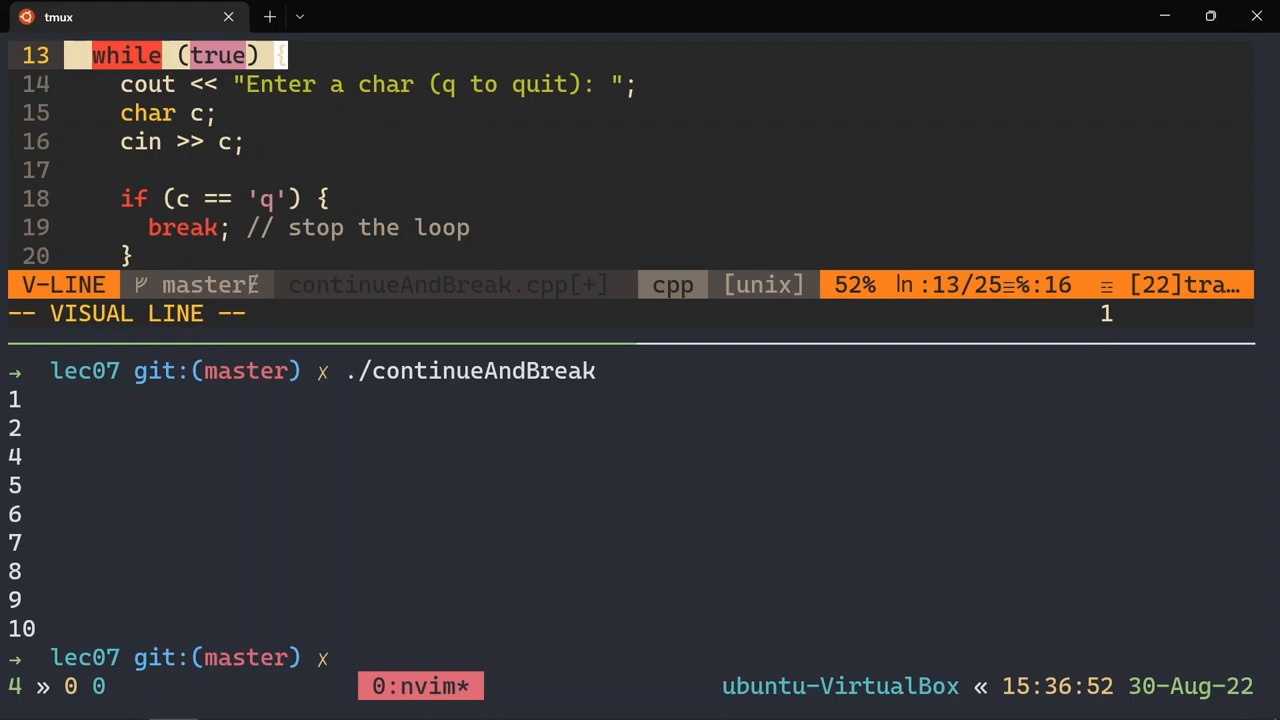 tmux
13 while (true) {
14 cout << "Enter a char (q to quit): ";
15 char c;
16 cin >> c;
17
18 if (c == 'q') {
19 break; // stop the loop
20 }
V-LINE master continueAndBreak.cpp[+] cpp [unix] 52% ln :13/25≡%:16 [22]tra…
-- VISUAL LINE -- 1
→ lec07 git:(master) ✗ ./continueAndBreak
1
2
4
5
6
7
8
9
10
→ lec07 git:(master) ✗
4 » 0 0 0:nvim* ubuntu-VirtualBox « 15:36:52 30-Aug-22